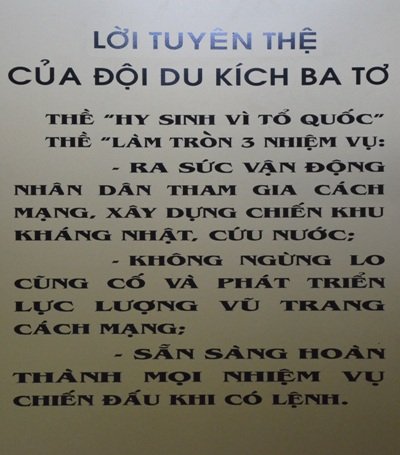 LỜI TUYÊN THỆ
CỦA ĐỘI DU KÍCH BA TƠ
THỀ "HY SINH VÌ TỔ QUỐC"
THỀ "LÀM TRÒN 3 NHIỆM VỤ:
- RA SỨC VẬN ĐỘNG
NHÂN DÂN THAM GIA CÁCH
MẠNG, XÂY DỰNG CHIẾN KHU
KHÁNG NHẬT, CỨU NƯỚC;
- KHÔNG NGỪNG LO
CŨNG CỐ VÀ PHÁT TRIỂN
LỰC LƯỢNG VŨ TRANG
CÁCH MẠNG;
- SẴN SÀNG HOÀN
THÀNH MỌI NHIỆM VỤ
CHIẾN ĐẤU KHI CÓ LỆNH.